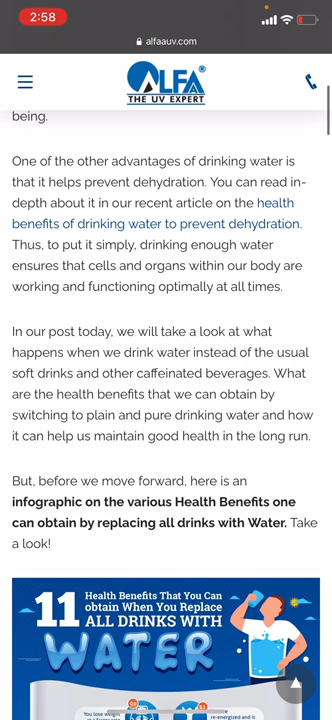 2:58
alfaauv.com
ALFA®
THE UV EXPERT
being.
One of the other advantages of drinking water is
that it helps prevent dehydration. You can read in-
depth about it in our recent article on the health
benefits of drinking water to prevent dehydration.
Thus, to put it simply, drinking enough water
ensures that cells and organs within our body are
working and functioning optimally at all times.
In our post today, we will take a look at what
happens when we drink water instead of the usual
soft drinks and other caffeinated beverages. What
are the health benefits that we can obtain by
switching to plain and pure drinking water and how
it can help us maintain good health in the long run.
But, before we move forward, here is an
infographic on the various Health Benefits one
can obtain by replacing all drinks with Water. Take
a look!
11 Health Benefits That You Can
obtain When You Replace
ALL DRINKS WITH
WATER
You lose weight
re-energized and it